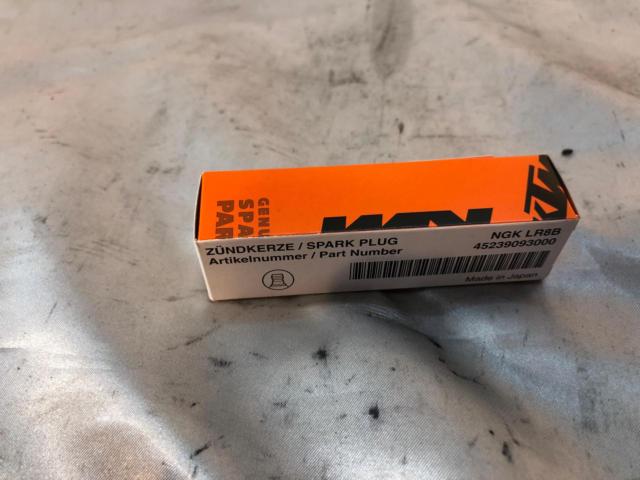 GENU
SPA
PAR
ZÜNDKERZE / SPARK PLUG
Artikelnummer / Part Number
NGK LR8B
45239093000
Made in Japan